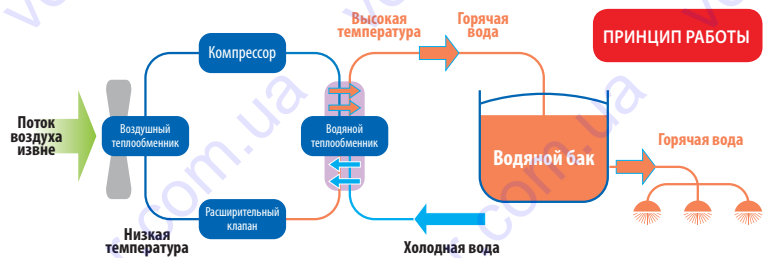 Высокая
температура
Горячая
вода
ПРИНЦИП РАБОТЫ
Компрессор
Поток
воздуха
извне
Воздушный
теплообменник
Водяной
теплообменник
Водяной бак
Горячая вода
Расширительный
клапан
Низкая
температура
Холодная вода